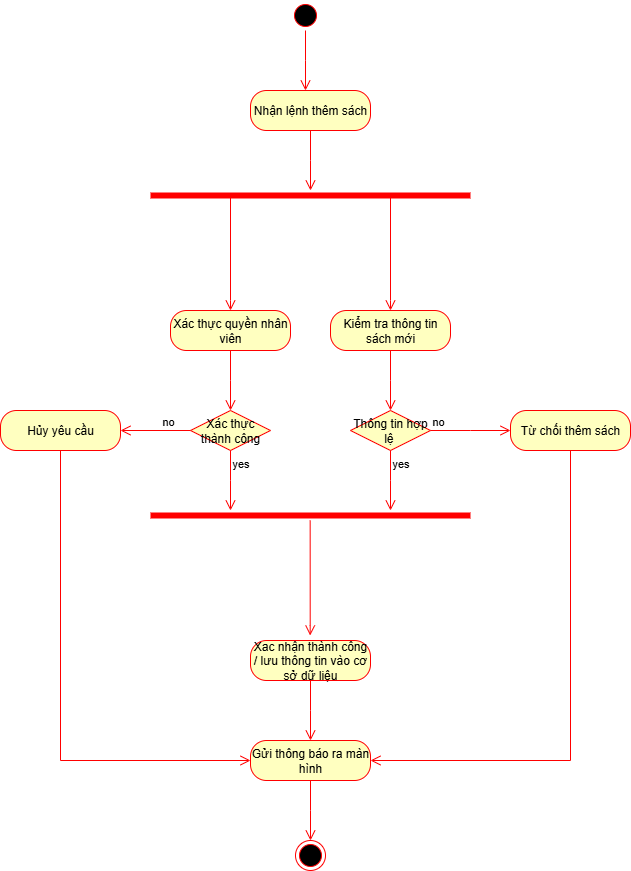 Nhận lệnh thêm sách
Xác thực quyền nhân
viên
Kiểm tra thông tin
sách mới
Hủy yêu cầu
no
Xác thực
thành công
yes
Thông tin hợp
lệ
no
yes
Từ chối thêm sách
Xac nhận thành công
/ lưu thông tin vào cơ
sở dữ liệu
Gửi thông báo ra màn
hình